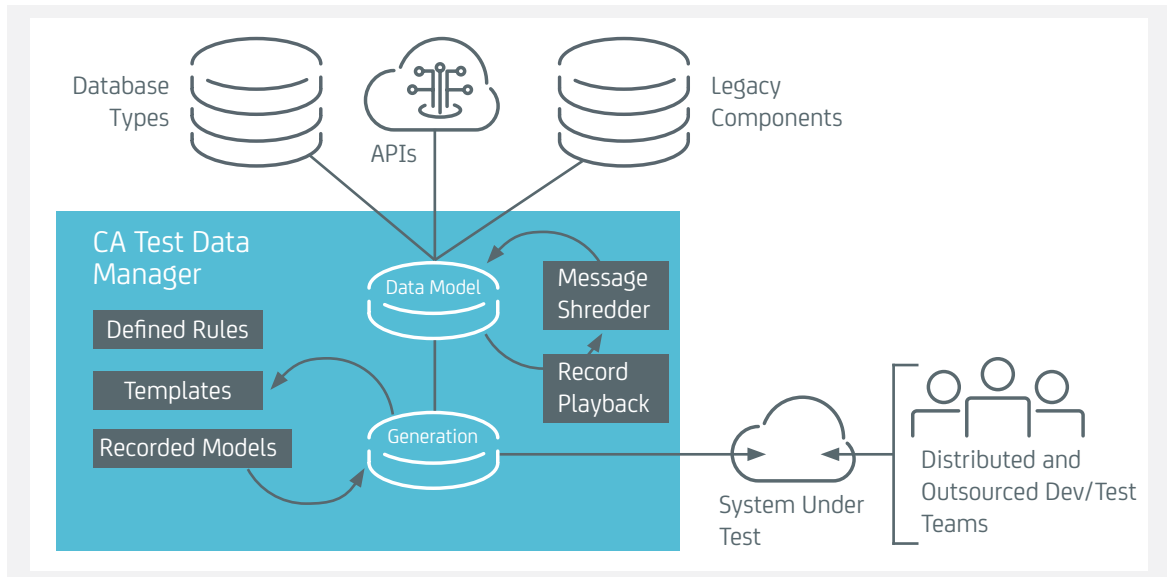 Database
Types
APIs
Legacy
Components
CA Test Data
Manager
Data Model
Message
Shredder
Defined Rules
Templates
Record
Playback
Recorded Models
Generation
System Under
Test
Distributed and
Outsourced Dev/Test
Teams